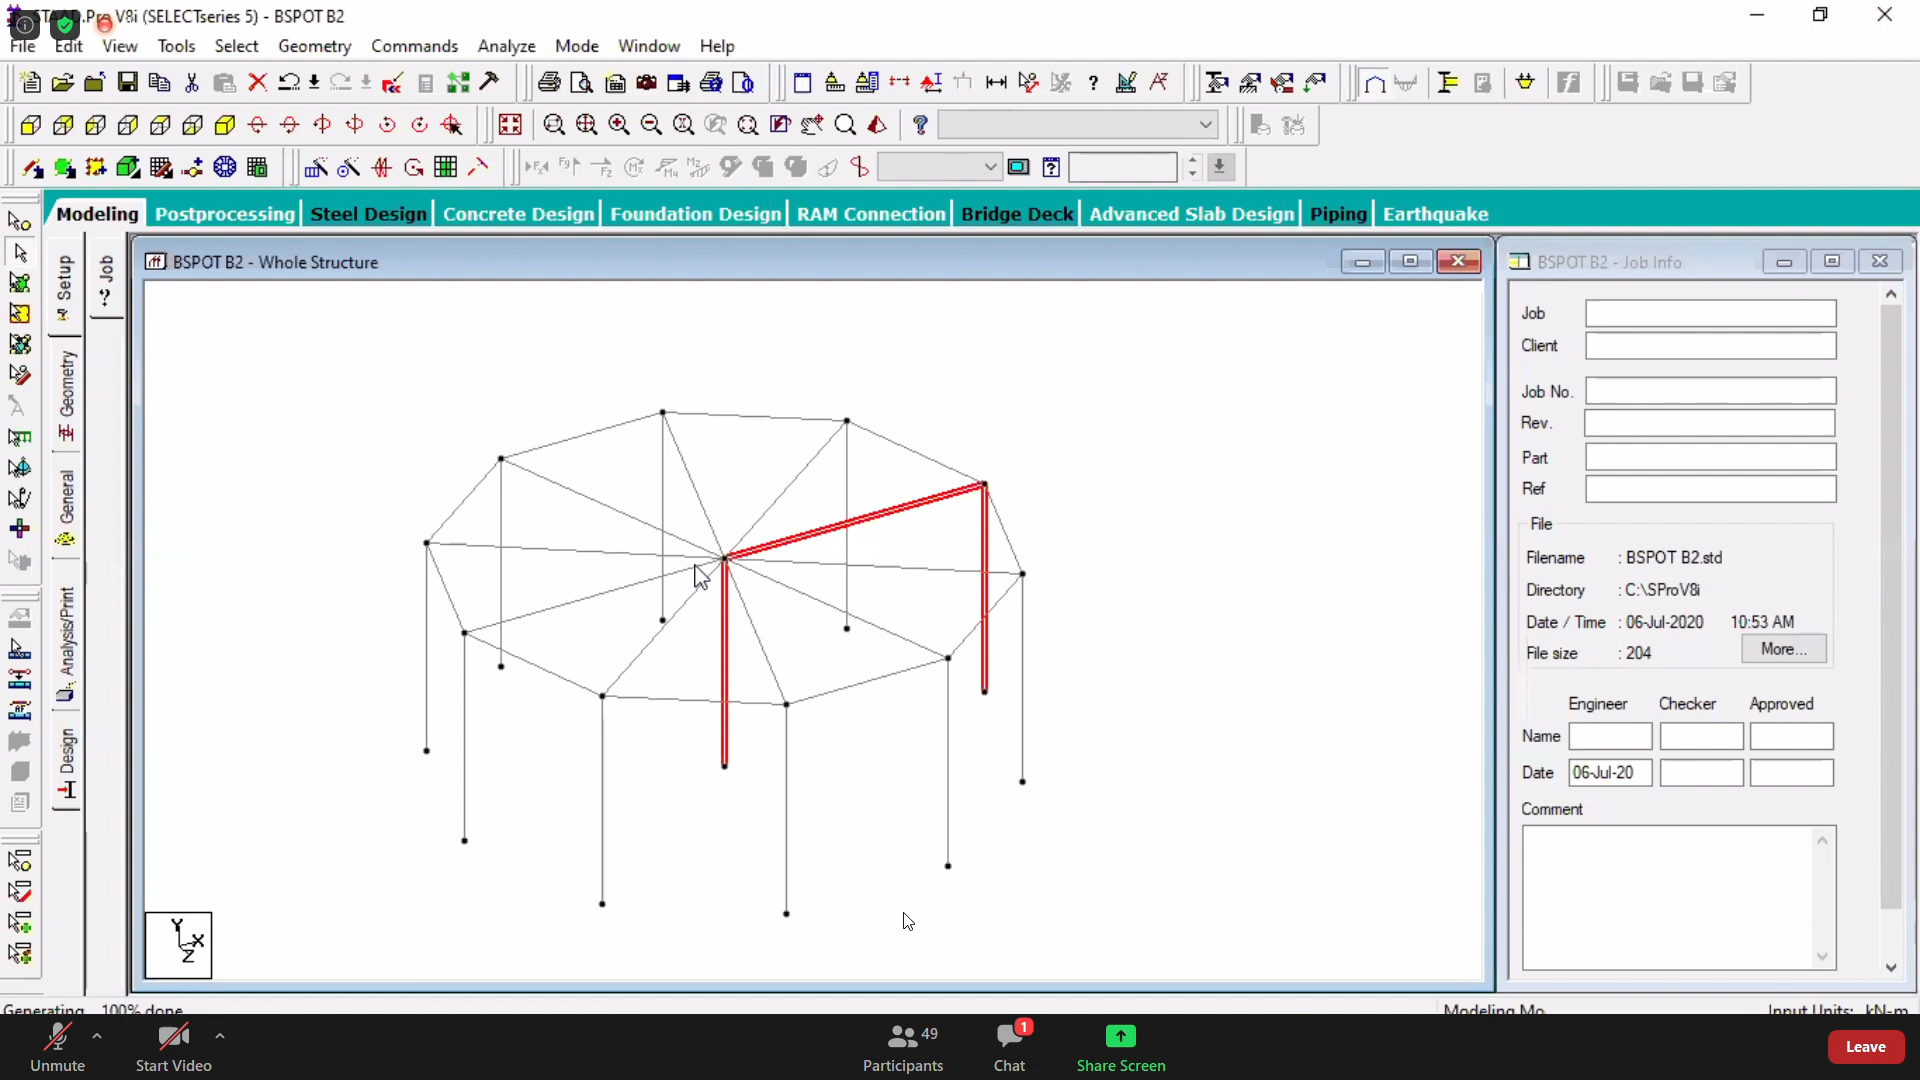 STAAD.Pro V8i (SELECTseries 5) - BSPOT B2
File Edit View Tools Select Geometry Commands Analyze Mode Window Help
Modeling Postprocessing Steel Design Concrete Design Foundation Design RAM Connection Bridge Deck Advanced Slab Design Piping Earthquake
Setup
Geometry
General
Analysis/Print
Design
Job
BSPOT B2 - Whole Structure
Y
X
Z
BSPOT B2 - Job Info
Job
Client
Job No.
Rev.
Part
Ref
File
Filename : BSPOT B2.std
Directory : C:\SProV8i
Date / Time : 06-Jul-2020 10:53 AM
File size : 204
More...
Engineer Checker Approved
Name
Date 06-Jul-20
Comment
Generating 100% done
Modeling Mo
Input Units: kN-m
Unmute
Start Video
49
Participants
1
Chat
Share Screen
Leave